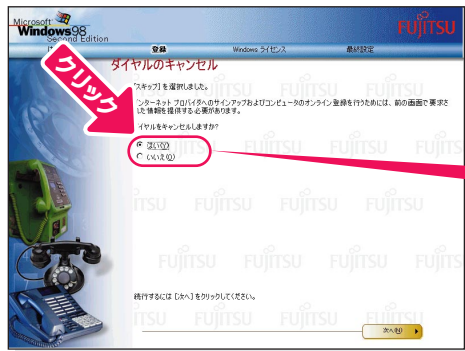 Microsoft
Windows98
Second Edition
FUJITSU
登録
Windows ライセンス
最終設定
クリック
ダイヤルのキャンセル
[スキップ] を選択しました。
インターネット プロバイダへのサインアップおよびコンピュータのオンライン登録を行うためには、前の画面で要求さ
した情報を提供する必要があります。
イヤルをキャンセルしますか?
はい(Y)
いいえ(O)
続行するには [次へ] をクリックしてください。
次へ(N)